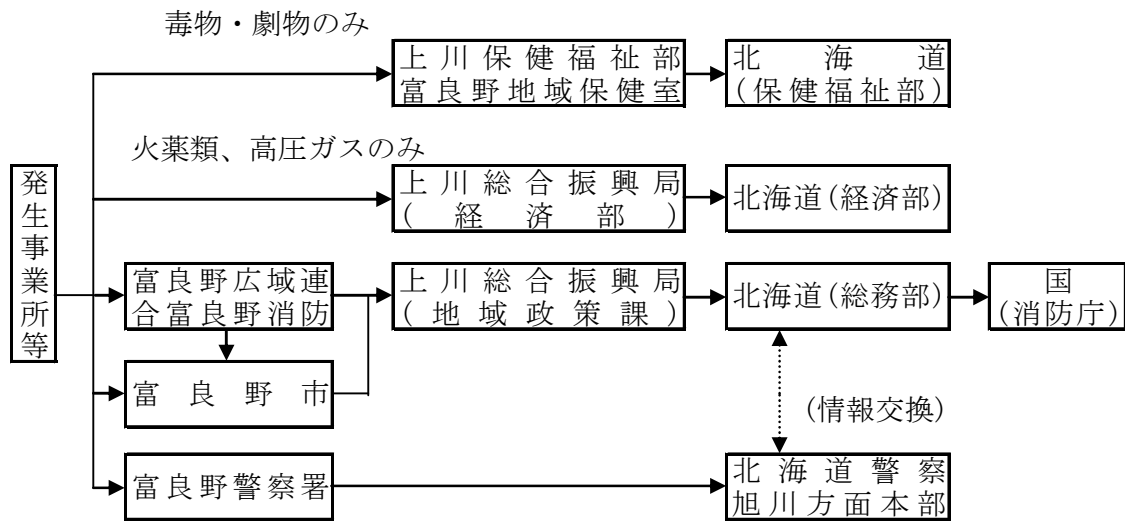 毒物・劇物のみ
上川保健福祉部
富良野地域保健室
北海道
(保健福祉部)
火薬類、高圧ガスのみ
発生事業所等
上川総合振興局
(経済部)
北海道(経済部)
富良野広域連
合富良野消防
上川総合振興局
(地域政策課)
北海道(総務部)
国
(消防庁)
富良野市
(情報交換)
富良野警察署
北海道警察
旭川方面本部